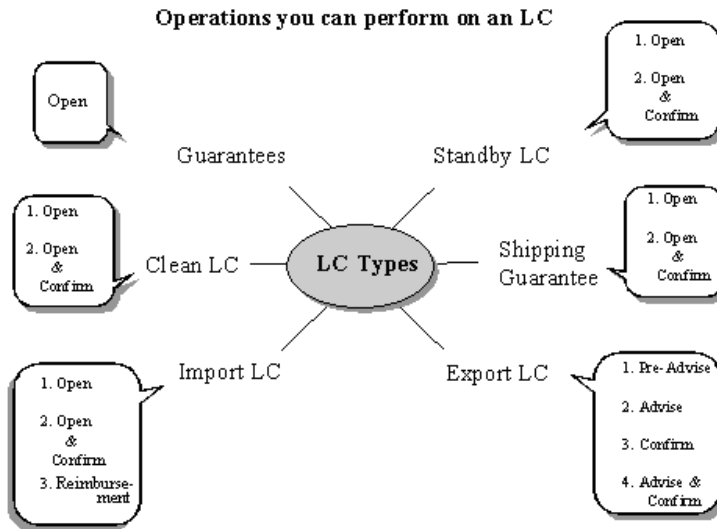 Operations you can perform on an LC
Open
Guarantees
1. Open
2. Open
&
Confirm
Standby LC
1. Open
2. Open
&
Confirm
Clean LC
LC Types
Shipping
Guarantee
1. Open
2. Open
&
Confirm
1. Open
2. Open
&
Confirm
3. Reimburse-
ment
Import LC
Export LC
1. Pre-Advise
2. Advise
3. Confirm
4. Advise &
Confirm